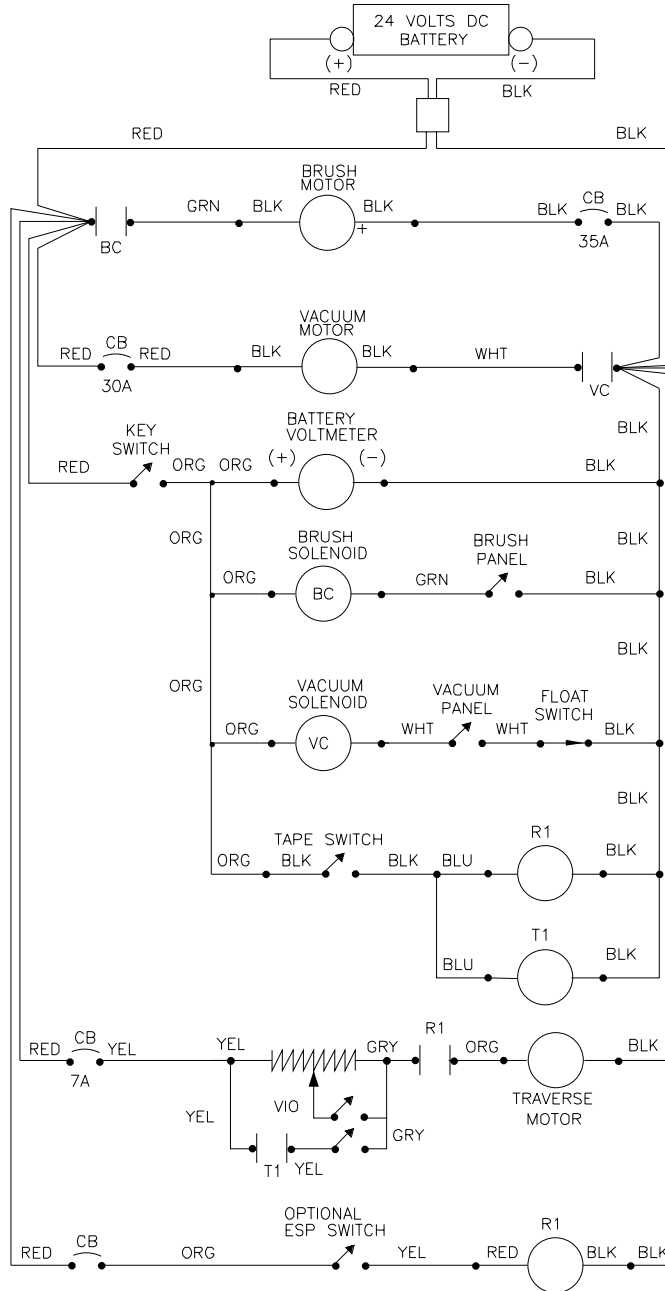 24 VOLTS DC
BATTERY
(+)
(-)
RED
BLK
RED
BLK
BRUSH
MOTOR
GRN
BLK
BLK
BLK
CB
BLK
+
BC
35A
VACUUM
MOTOR
RED
CB
RED
BLK
BLK
WHT
30A
VC
BLK
KEY
SWITCH
BATTERY
VOLTMETER
RED
ORG
ORG
(+)
(-)
BLK
ORG
BRUSH
SOLENOID
BRUSH
PANEL
BLK
ORG
BC
GRN
BLK
BLK
ORG
VACUUM
SOLENOID
VACUUM
PANEL
FLOAT
SWITCH
ORG
VC
WHT
WHT
BLK
BLK
TAPE SWITCH
R1
ORG
BLK
BLK
BLU
BLK
T1
BLU
BLK
RED
CB
YEL
YEL
GRY
R1
ORG
BLK
7A
VIO
TRAVERSE
MOTOR
YEL
GRY
T1
YEL
OPTIONAL
ESP SWITCH
R1
RED
CB
ORG
YEL
RED
BLK
BLK